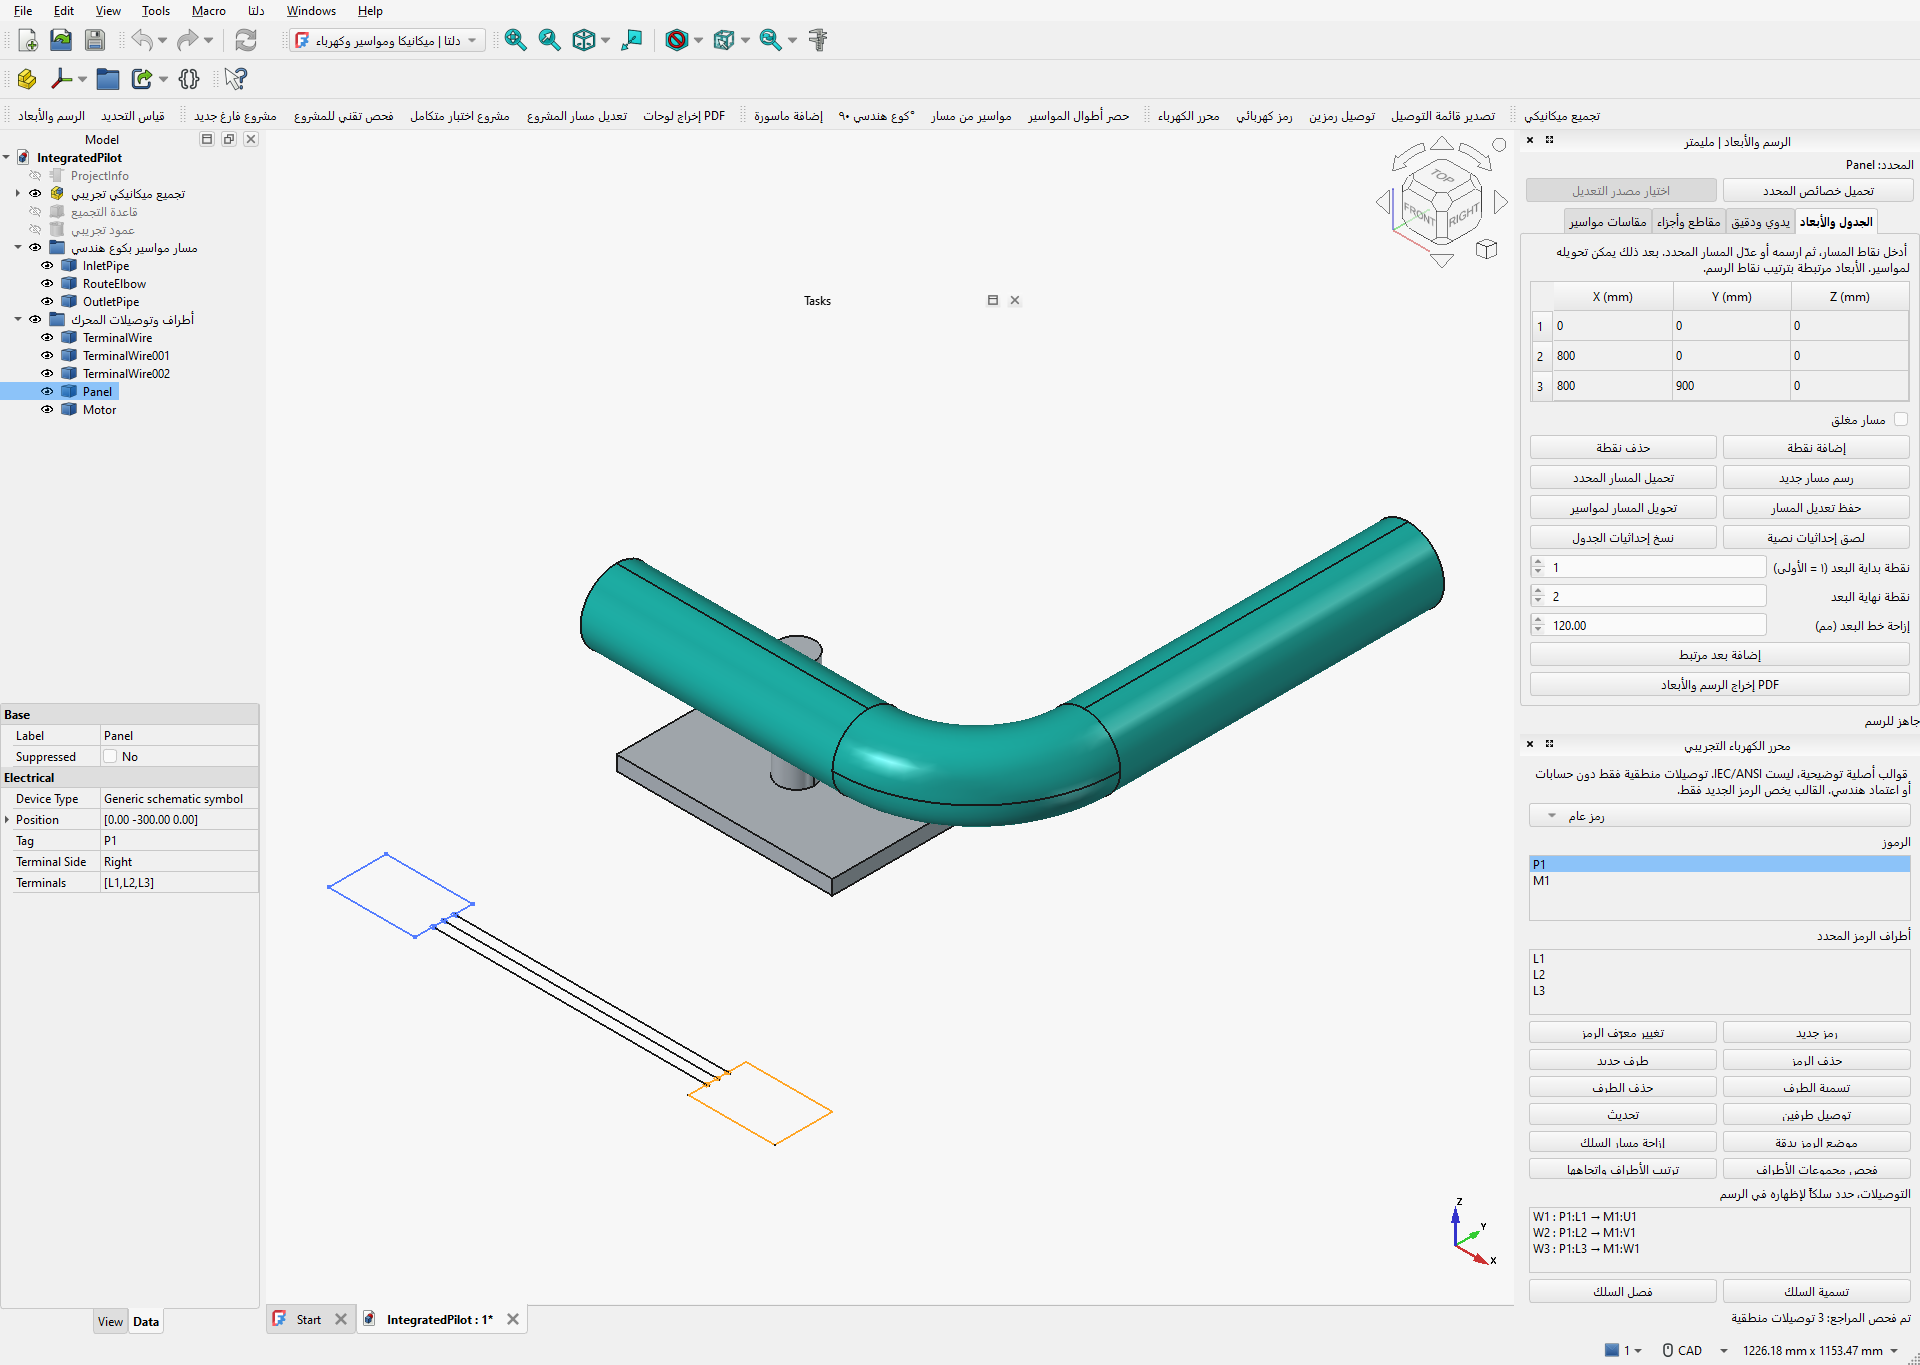 File Edit View Tools Macro دلتا Windows Help
دلتا | ميكانيكا ومواسير وكهرباء
الرسم والأبعاد قياس التحديد مشروع فارغ جديد فحص تقني للمشروع مشروع اختبار متكامل تعديل مسار المشروع إخراج لوحات PDF إضافة ماسورة كوع هندسي ٩٠° مواسير من مسار حصر أطوال المواسير محرر الكهرباء رمز كهربائي توصيل رمزين تصدير قائمة التوصيل تجميع ميكانيكي
Model
IntegratedPilot
ProjectInfo
تجميع ميكانيكي تجريبي
قاعدة التجميع
عمود تجريبي
مسار مواسير بكوع هندسي
InletPipe
RouteElbow
OutletPipe
أطراف وتوصيلات المحرك
TerminalWire
TerminalWire001
TerminalWire002
Panel
Motor
Base
Label Panel
Suppressed No
Electrical
Device Type Generic schematic symbol
Position [0.00 -300.00 0.00]
Tag P1
Terminal Side Right
Terminals [L1,L2,L3]
View Data
Tasks
TOP
FRONT
RIGHT
Z
Y
X
Start IntegratedPilot : 1*
الرسم والأبعاد | مليمتر
المحدد: Panel
تحميل خصائص المحدد اختيار مصدر التعديل
الجدول والأبعاد يدوي ودقيق مقاطع وأجزاء مقاسات مواسير
أدخل نقاط المسار، ثم ارسمه أو عدّل المسار المحدد. بعد ذلك يمكن تحويله
لمواسير. الأبعاد مرتبطة بترتيب نقاط الرسم.
X (mm) Y (mm) Z (mm)
1 0 0 0
2 800 0 0
3 800 900 0
مسار مغلق
إضافة نقطة حذف نقطة
رسم مسار جديد تحميل المسار المحدد
حفظ تعديل المسار تحويل المسار لمواسير
لصق إحداثيات نصية نسخ إحداثيات الجدول
نقطة بداية البعد (١ = الأولى) 1
نقطة نهاية البعد 2
إزاحة خط البعد (مم) 120.00
إضافة بعد مرتبط
إخراج الرسم والأبعاد PDF
جاهز للرسم
محرر الكهرباء التجريبي
قوالب أصلية توضيحية، ليست IEC/ANSI. توصيلات منطقية فقط دون حسابات
أو اعتماد هندسي. القالب يخص الرمز الجديد فقط.
رمز عام
الرموز
P1
M1
أطراف الرمز المحدد
L1
L2
L3
رمز جديد تغيير معرّف الرمز
حذف الرمز طرف جديد
تسمية الطرف حذف الطرف
توصيل طرفين تحديث
موضع الرمز بدقة إزاحة مسار السلك
فحص مجموعات الأطراف ترتيب الأطراف واتجاهها
التوصيلات، حدد سلكاً لإظهاره في الرسم
W1 : P1:L1 → M1:U1
W2 : P1:L2 → M1:V1
W3 : P1:L3 → M1:W1
تسمية السلك فصل السلك
تم فحص المراجع: 3 توصيلات منطقية
1 CAD 1226.18 mm x 1153.47 mm